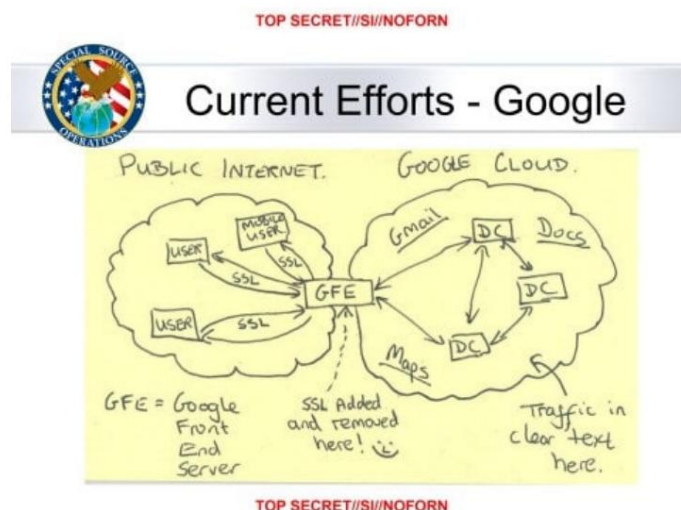 TOP SECRET//SI//NOFORN
SPECIAL SOURCE
OPERATIONS
Current Efforts - Google
PUBLIC INTERNET.
GOOGLE CLOUD.
MOBILE
USER
Gmail
DC
Docs
USER
SSL
SSL
GFE
DC
USER
SSL
DC
Maps
GFE = Google
Front
End
Server
SSL Added
and removed
here!
Traffic in
clear text
here.
TOP SECRET//SI//NOFORN